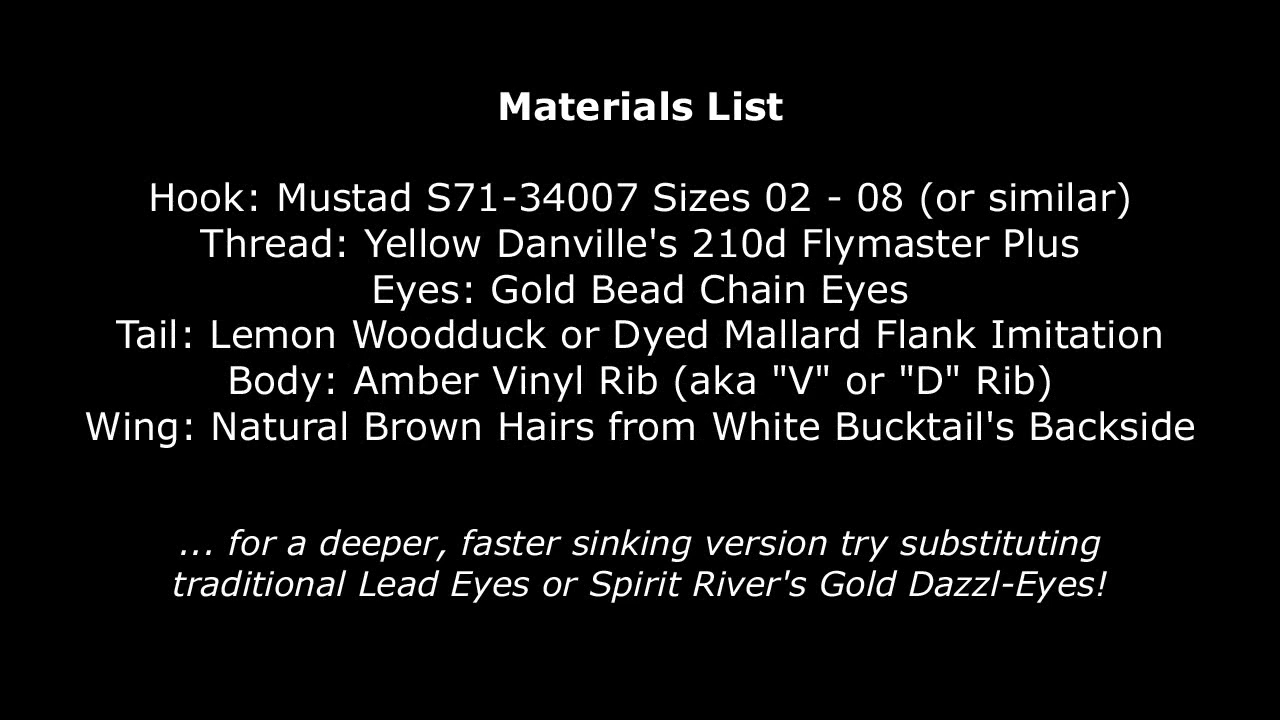 Materials List
Hook: Mustad S71-34007 Sizes 02 - 08 (or similar)
Thread: Yellow Danville's 210d Flymaster Plus
Eyes: Gold Bead Chain Eyes
Tail: Lemon Woodduck or Dyed Mallard Flank Imitation
Body: Amber Vinyl Rib (aka "V" or "D" Rib)
Wing: Natural Brown Hairs from White Bucktail's Backside
... for a deeper, faster sinking version try substituting
traditional Lead Eyes or Spirit River's Gold Dazzl-Eyes!